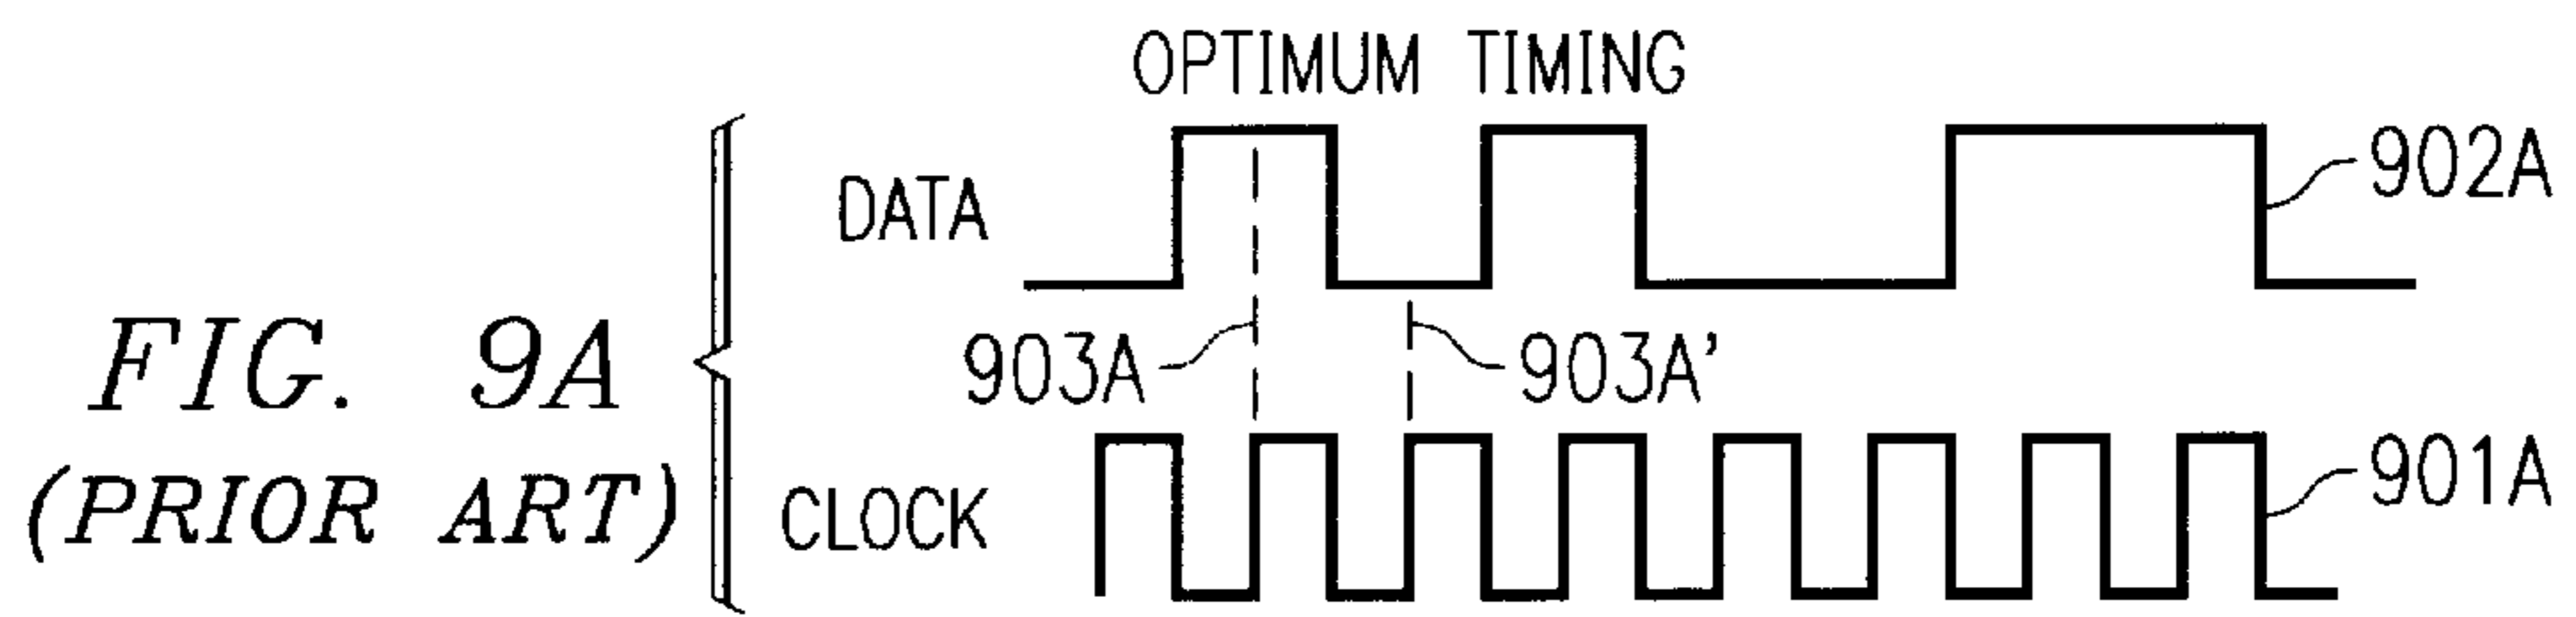 OPTIMUM TIMING
DATA
902A
903A
903A'
FIG. 9A
(PRIOR ART)
CLOCK
901A